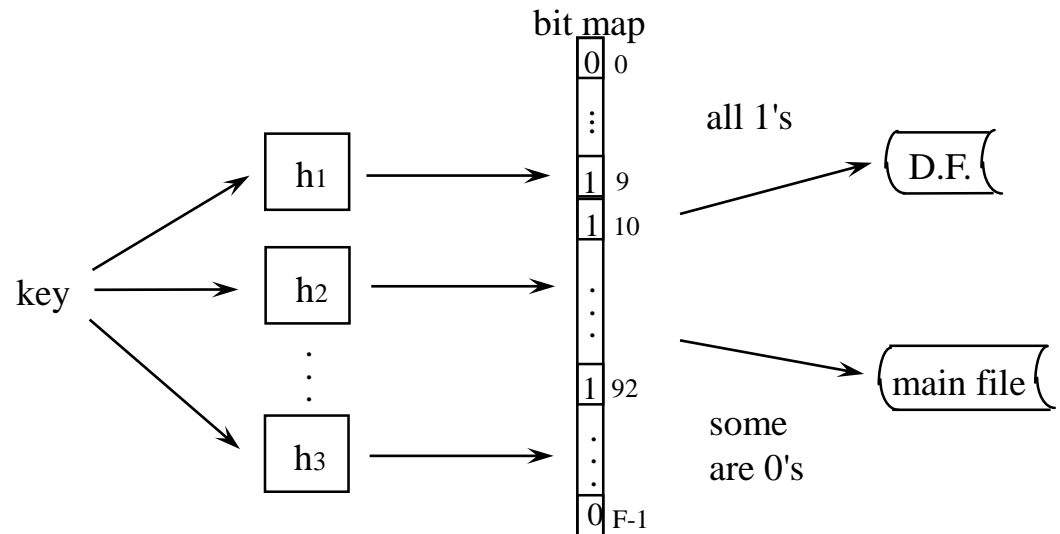 bit map
0 0
...
all 1's
D.F.
h1
1 9
1 10
key
h2
. . .
. . .
main file
1 92
some
are 0's
h3
. . .
0 F-1